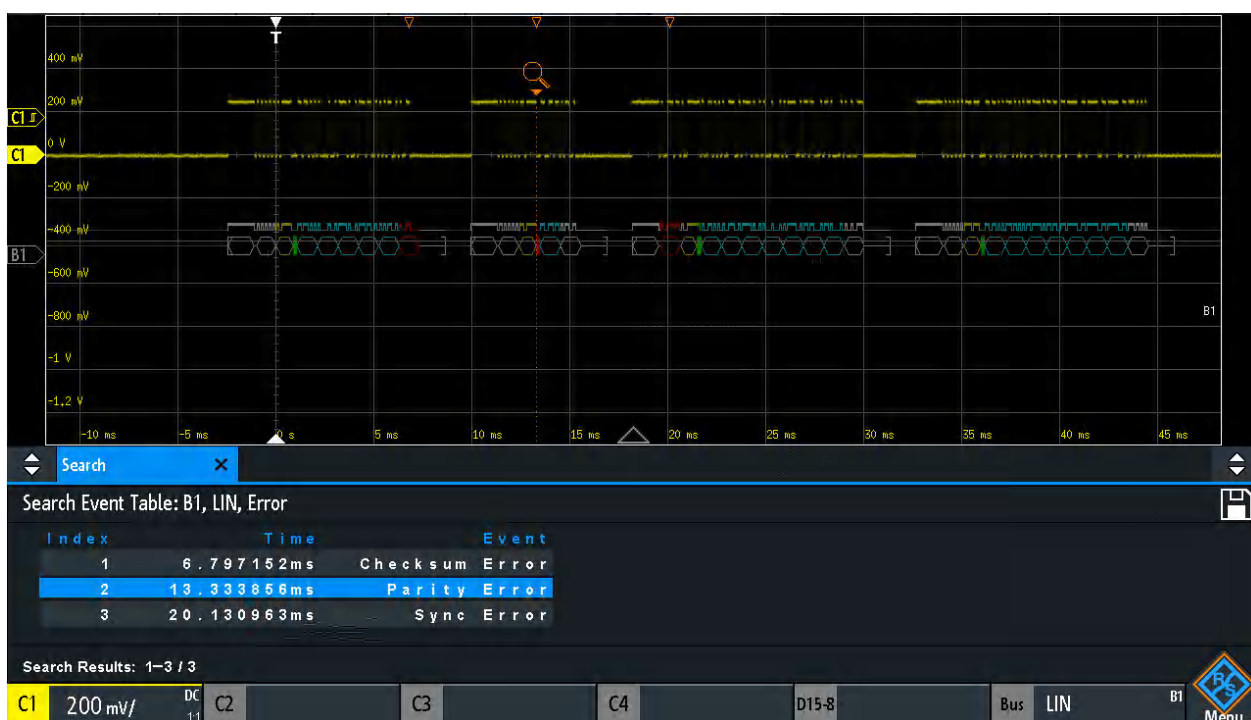 T
400 mV
200 mV
C1
0 V
C1
-200 mV
-400 mV
B1
-600 mV
-800 mV
B1
-1 V
-1,2 V
-10 ms -5 ms 0 s 5 ms 10 ms 15 ms 20 ms 25 ms 30 ms 35 ms 40 ms 45 ms
Search
Search Event Table: B1, LIN, Error
Index Time Event
1 6.797152ms Checksum Error
2 13.333856ms Parity Error
3 20.130963ms Sync Error
Search Results: 1-3 / 3
C1 200 mV/ DC 1:1 C2 C3 C4 D15-8 Bus LIN B1
R&S
Menu